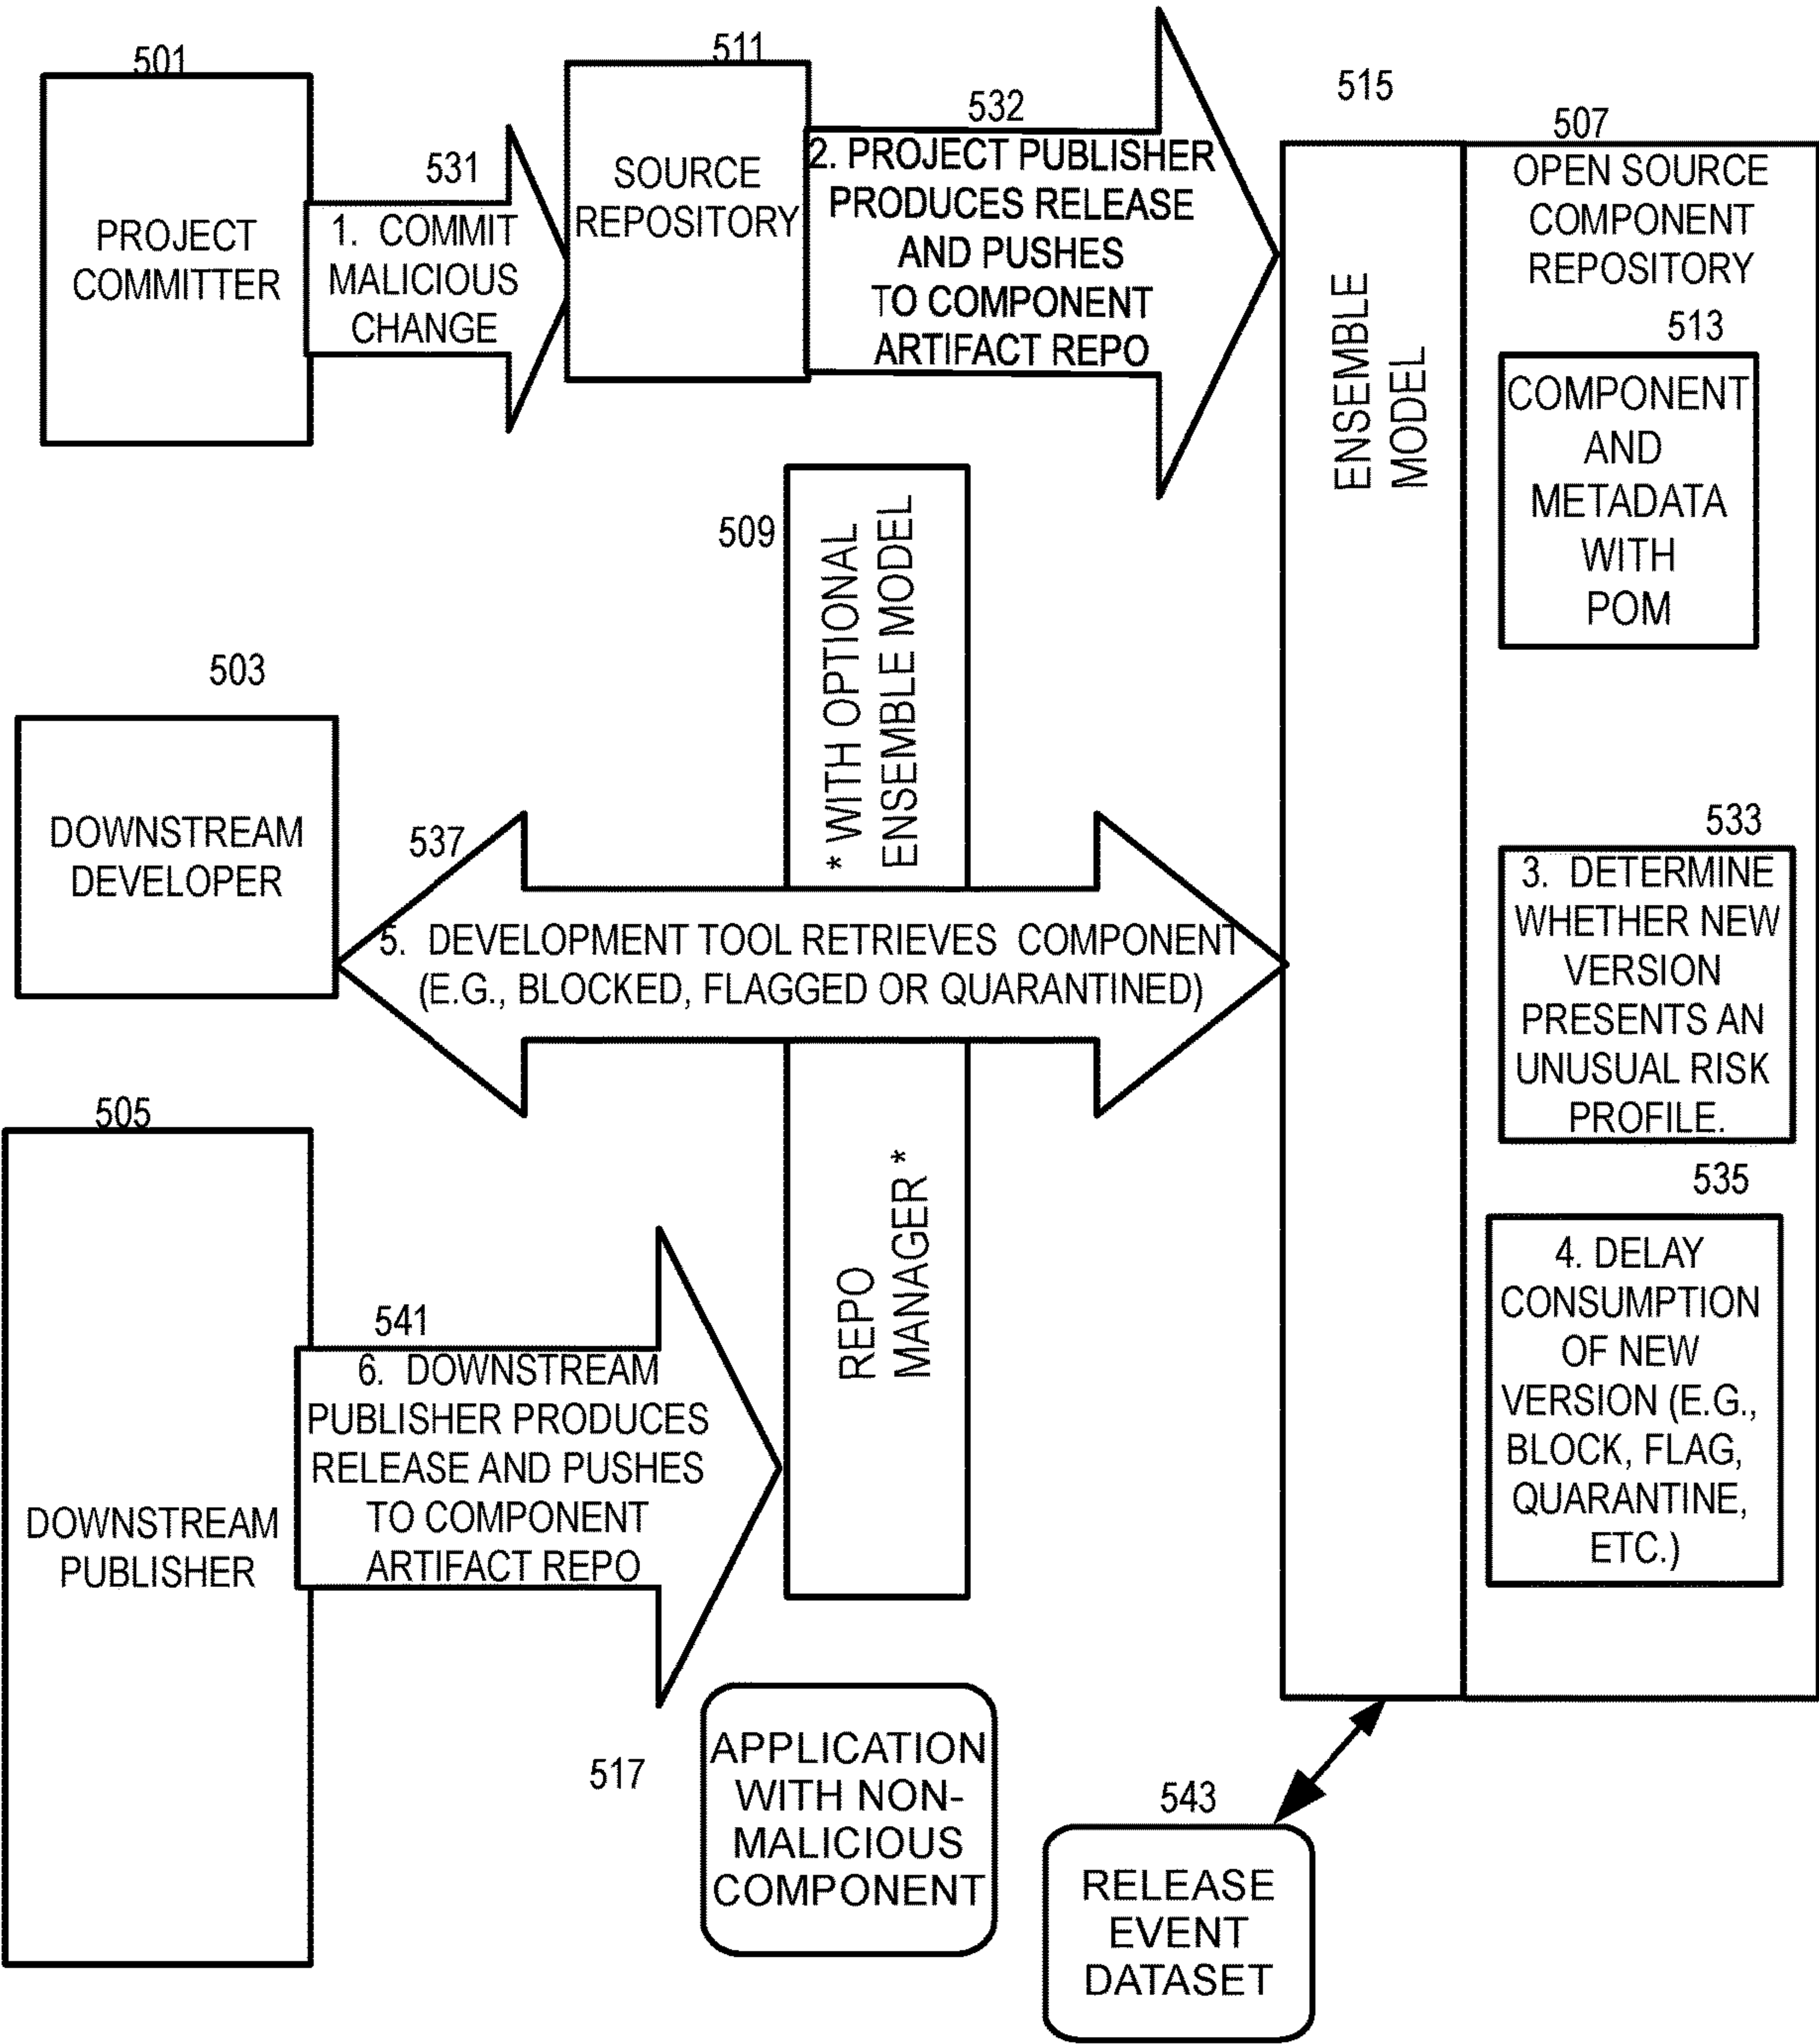 501
PROJECT
COMMITTER
531
1. COMMIT
MALICIOUS
CHANGE
511
SOURCE
REPOSITORY
532
2. PROJECT PUBLISHER
PRODUCES RELEASE
AND PUSHES
TO COMPONENT
ARTIFACT REPO
515
ENSEMBLE
MODEL
507
OPEN SOURCE
COMPONENT
REPOSITORY
513
COMPONENT
AND
METADATA
WITH
POM
509
* WITH OPTIONAL
ENSEMBLE MODEL
503
DOWNSTREAM
DEVELOPER
537
5. DEVELOPMENT TOOL RETRIEVES COMPONENT
(E.G., BLOCKED, FLAGGED OR QUARANTINED)
533
3. DETERMINE
WHETHER NEW
VERSION
PRESENTS AN
UNUSUAL RISK
PROFILE.
535
4. DELAY
CONSUMPTION
OF NEW
VERSION (E.G.,
BLOCK, FLAG,
QUARANTINE,
ETC.)
505
DOWNSTREAM
PUBLISHER
541
6. DOWNSTREAM
PUBLISHER PRODUCES
RELEASE AND PUSHES
TO COMPONENT
ARTIFACT REPO
REPO
MANAGER *
517
APPLICATION
WITH NON-
MALICIOUS
COMPONENT
543
RELEASE
EVENT
DATASET